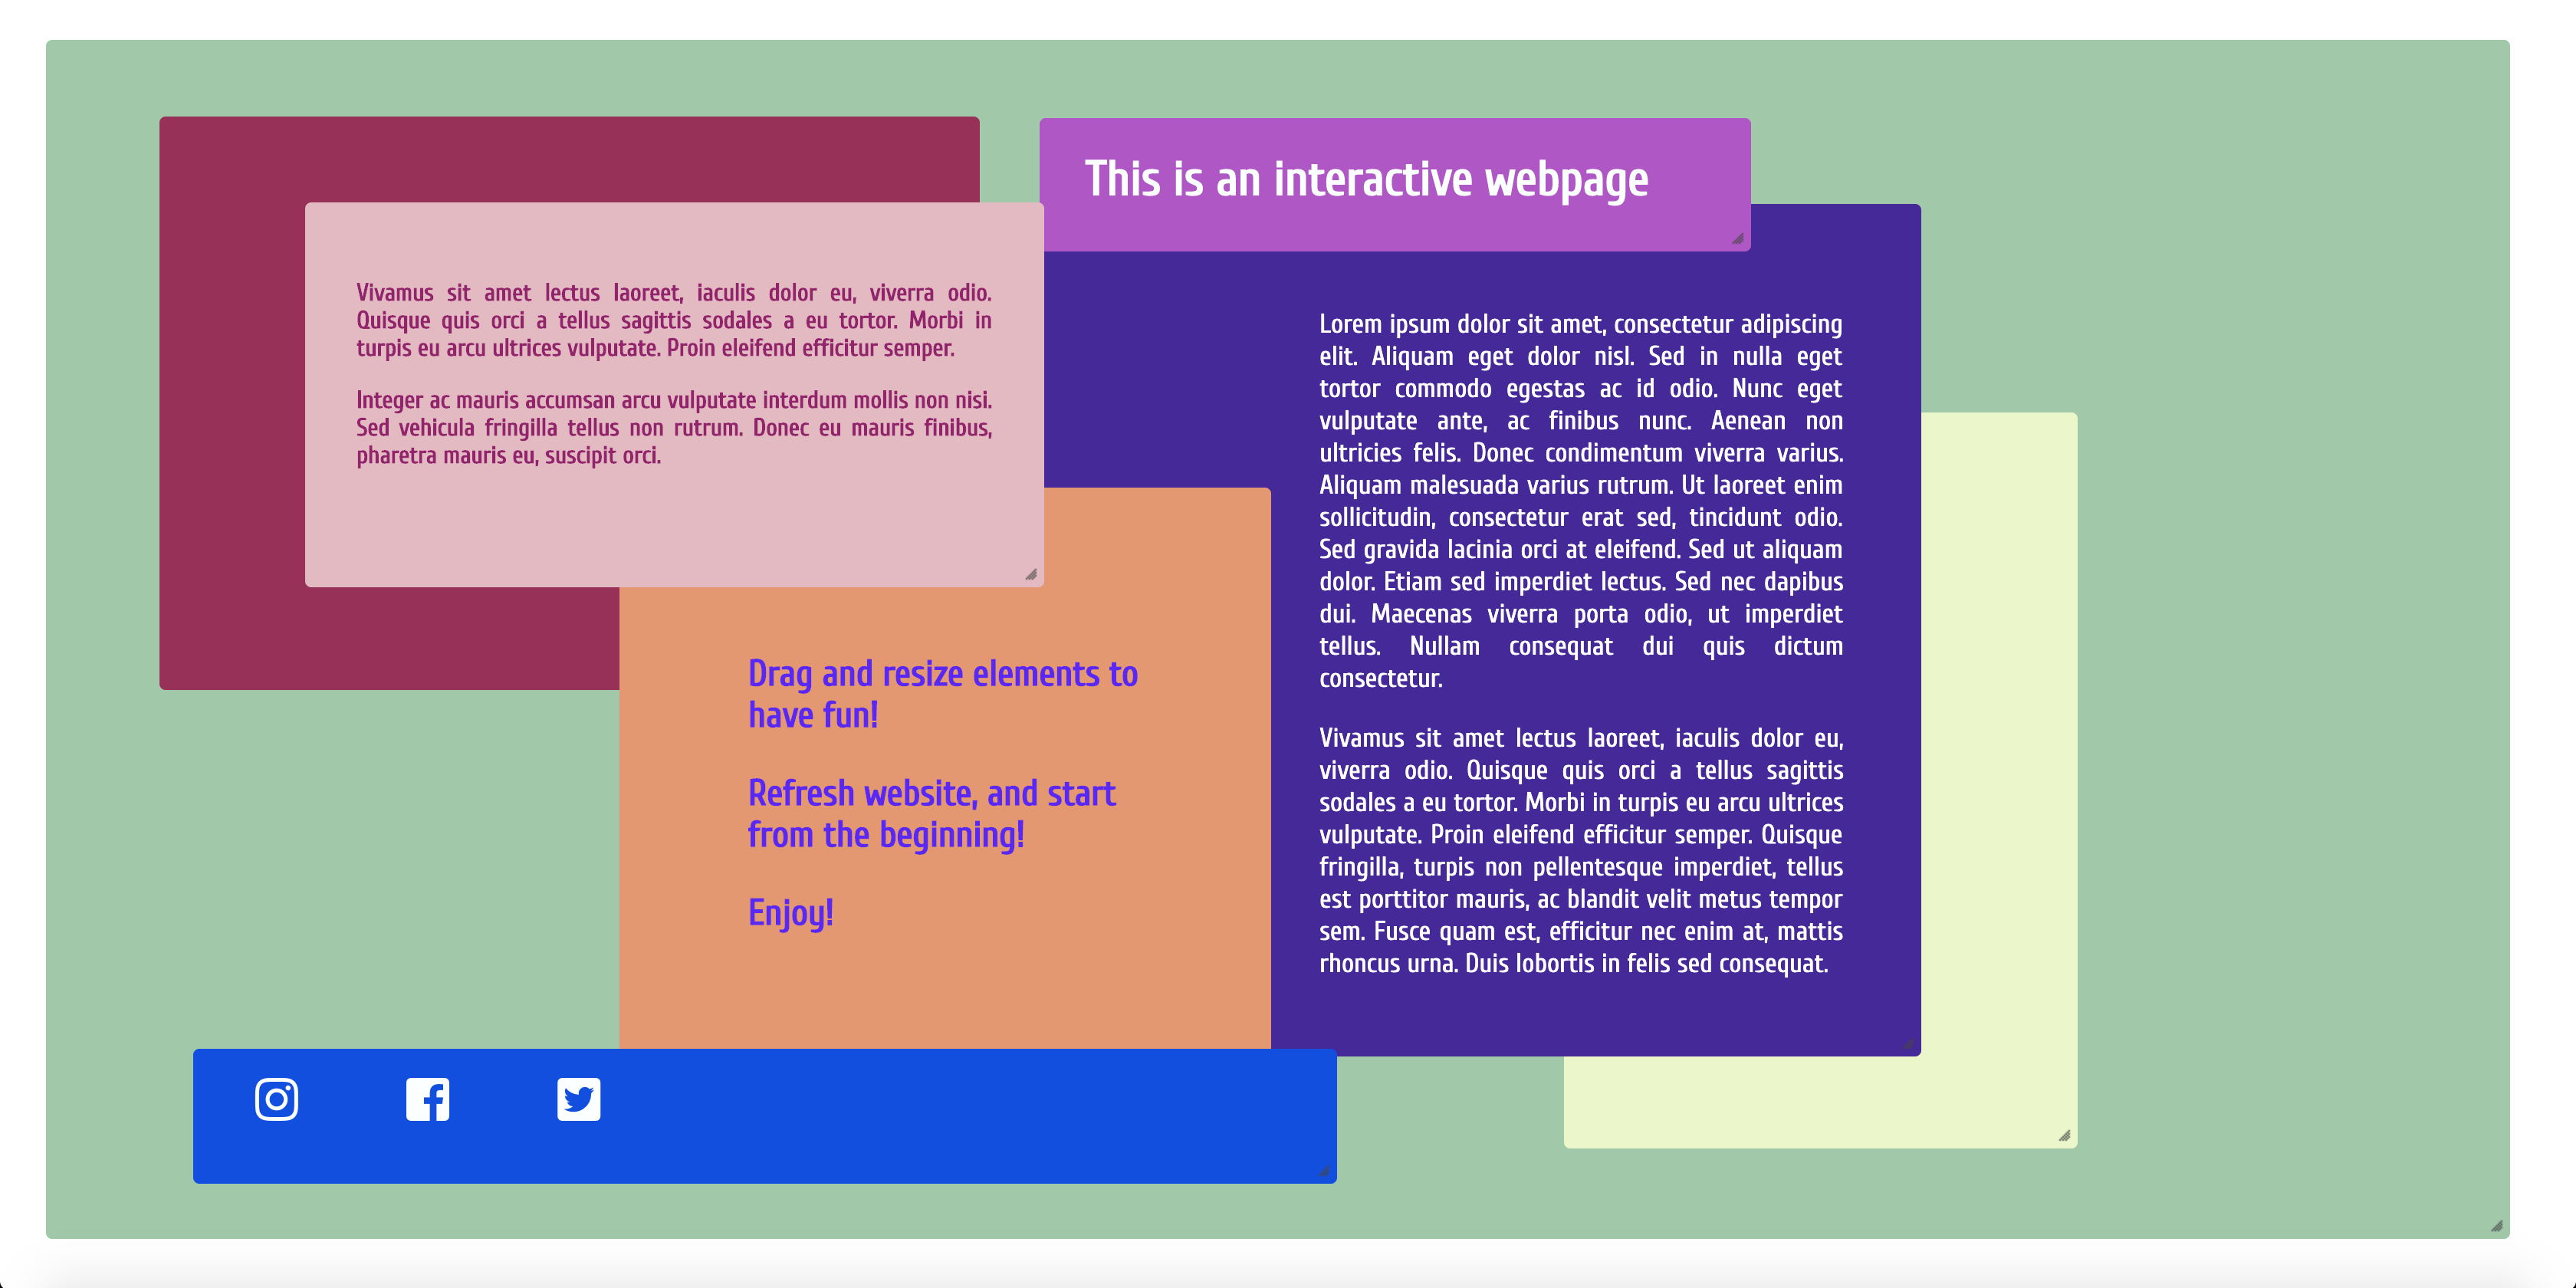 This is an interactive webpage
Vivamus sit amet lectus laoreet, iaculis dolor eu, viverra odio.
Quisque quis orci a tellus sagittis sodales a eu tortor. Morbi in
turpis eu arcu ultrices vulputate. Proin eleifend efficitur semper.
Integer ac mauris accumsan arcu vulputate interdum mollis non nisi.
Sed vehicula fringilla tellus non rutrum. Donec eu mauris finibus,
pharetra mauris eu, suscipit orci.
Lorem ipsum dolor sit amet, consectetur adipiscing
elit. Aliquam eget dolor nisl. Sed in nulla eget
tortor commodo egestas ac id odio. Nunc eget
vulputate ante, ac finibus nunc. Aenean non
ultricies felis. Donec condimentum viverra varius.
Aliquam malesuada varius rutrum. Ut laoreet enim
sollicitudin, consectetur erat sed, tincidunt odio.
Sed gravida lacinia orci at eleifend. Sed ut aliquam
dolor. Etiam sed imperdiet lectus. Sed nec dapibus
dui. Maecenas viverra porta odio, ut imperdiet
tellus. Nullam consequat dui quis dictum
consectetur.
Vivamus sit amet lectus laoreet, iaculis dolor eu,
viverra odio. Quisque quis orci a tellus sagittis
sodales a eu tortor. Morbi in turpis eu arcu ultrices
vulputate. Proin eleifend efficitur semper. Quisque
fringilla, turpis non pellentesque imperdiet, tellus
est porttitor mauris, ac blandit velit metus tempor
sem. Fusce quam est, efficitur nec enim at, mattis
rhoncus urna. Duis lobortis in felis sed consequat.
Drag and resize elements to
have fun!
Refresh website, and start
from the beginning!
Enjoy!